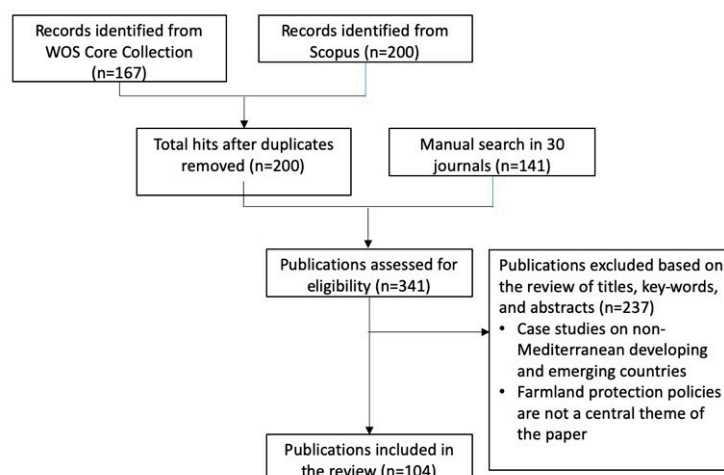 Records identified from
WOS Core Collection
(n=167)
Records identified from
Scopus (n=200)
Total hits after duplicates
removed (n=200)
Manual search in 30
journals (n=141)
Publications assessed for
eligibility (n=341)
Publications excluded based on
the review of titles, key-words,
and abstracts (n=237)
• Case studies on non-
Mediterranean developing
and emerging countries
• Farmland protection policies
are not a central theme of
the paper
Publications included in
the review (n=104)